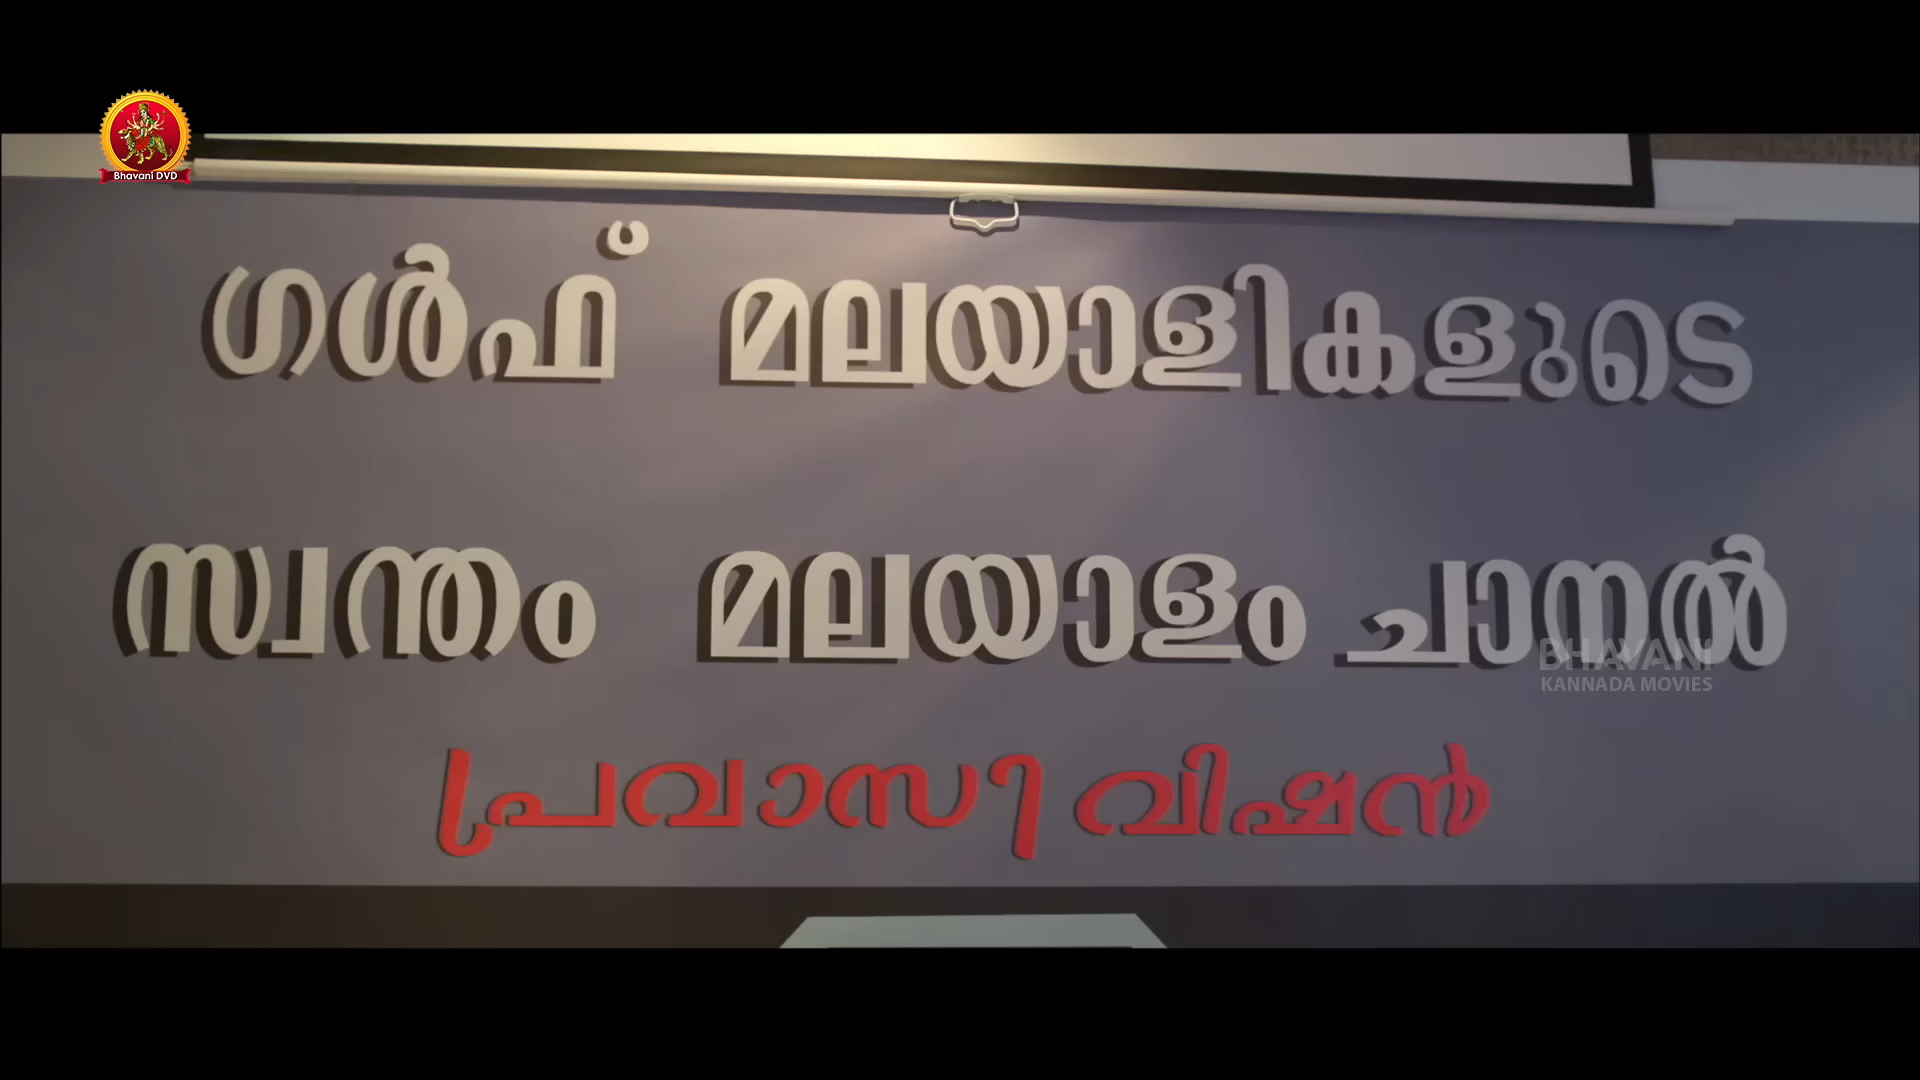 Bhavani DVD
ഗൾഫ് മലയാളികളുടെ
സ്വന്തം മലയാളം ചാനൽ
BHAVANI
KANNADA MOVIES
പ്രവാസീ വിഷൻ